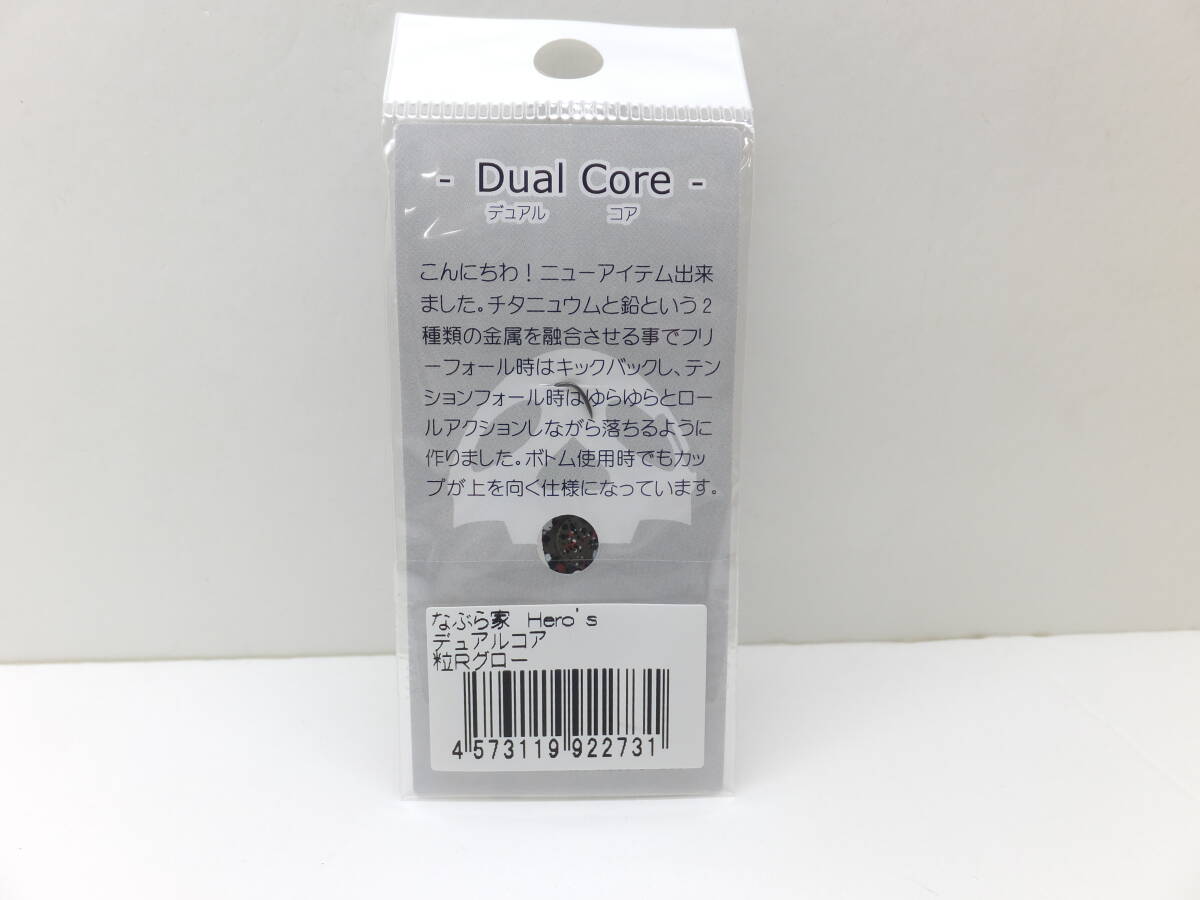 - Dual Core -
デュアル コア
こんにちわ！ニューアイテム出来
ました。チタニュウムと鉛という2
種類の金属を融合させる事でフリ
ーフォール時はキックバックし、テン
ションフォール時はゆらゆらとロー
ルアクションしながら落ちるように
作りました。ボトム使用時でもカッ
プが上を向く仕様になっています。
なぶら家 Hero's
デュアルコア
粒Rグロー
4 573119 922731